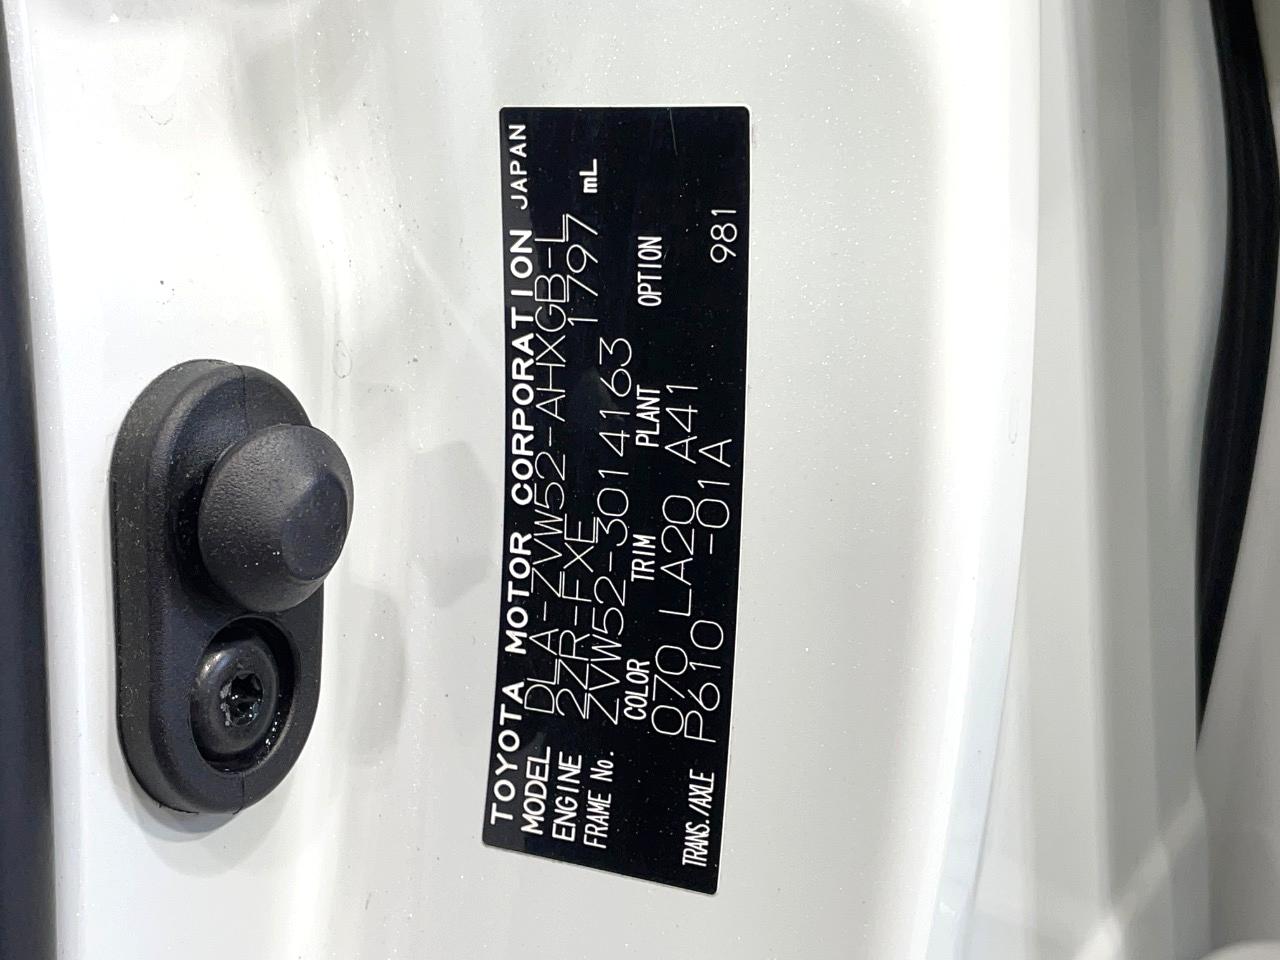 TOYOTA MOTOR CORPORATION JAPAN
MODEL DLA-ZVW52-AHXGB-L
ENGINE 2ZR-FXE 1797 mL
FRAME No. ZVW52-3014163
COLOR TRIM PLANT OPTION
070 LA20 A41
TRANS./AXLE P610 -01A 981